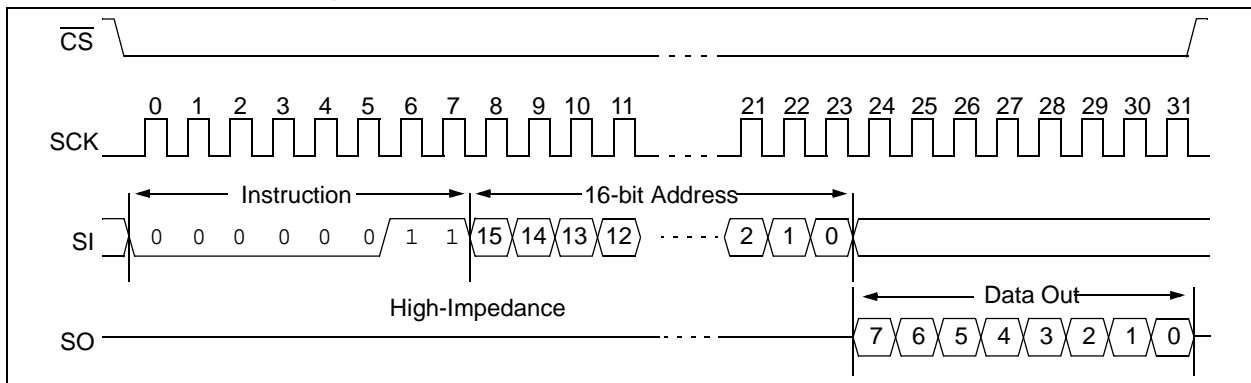 CS
0 1 2 3 4 5 6 7 8 9 10 11 21 22 23 24 25 26 27 28 29 30 31
SCK
Instruction 16-bit Address
SI 0 0 0 0 0 0 1 1 15 14 13 12 2 1 0
High-Impedance Data Out
SO 7 6 5 4 3 2 1 0